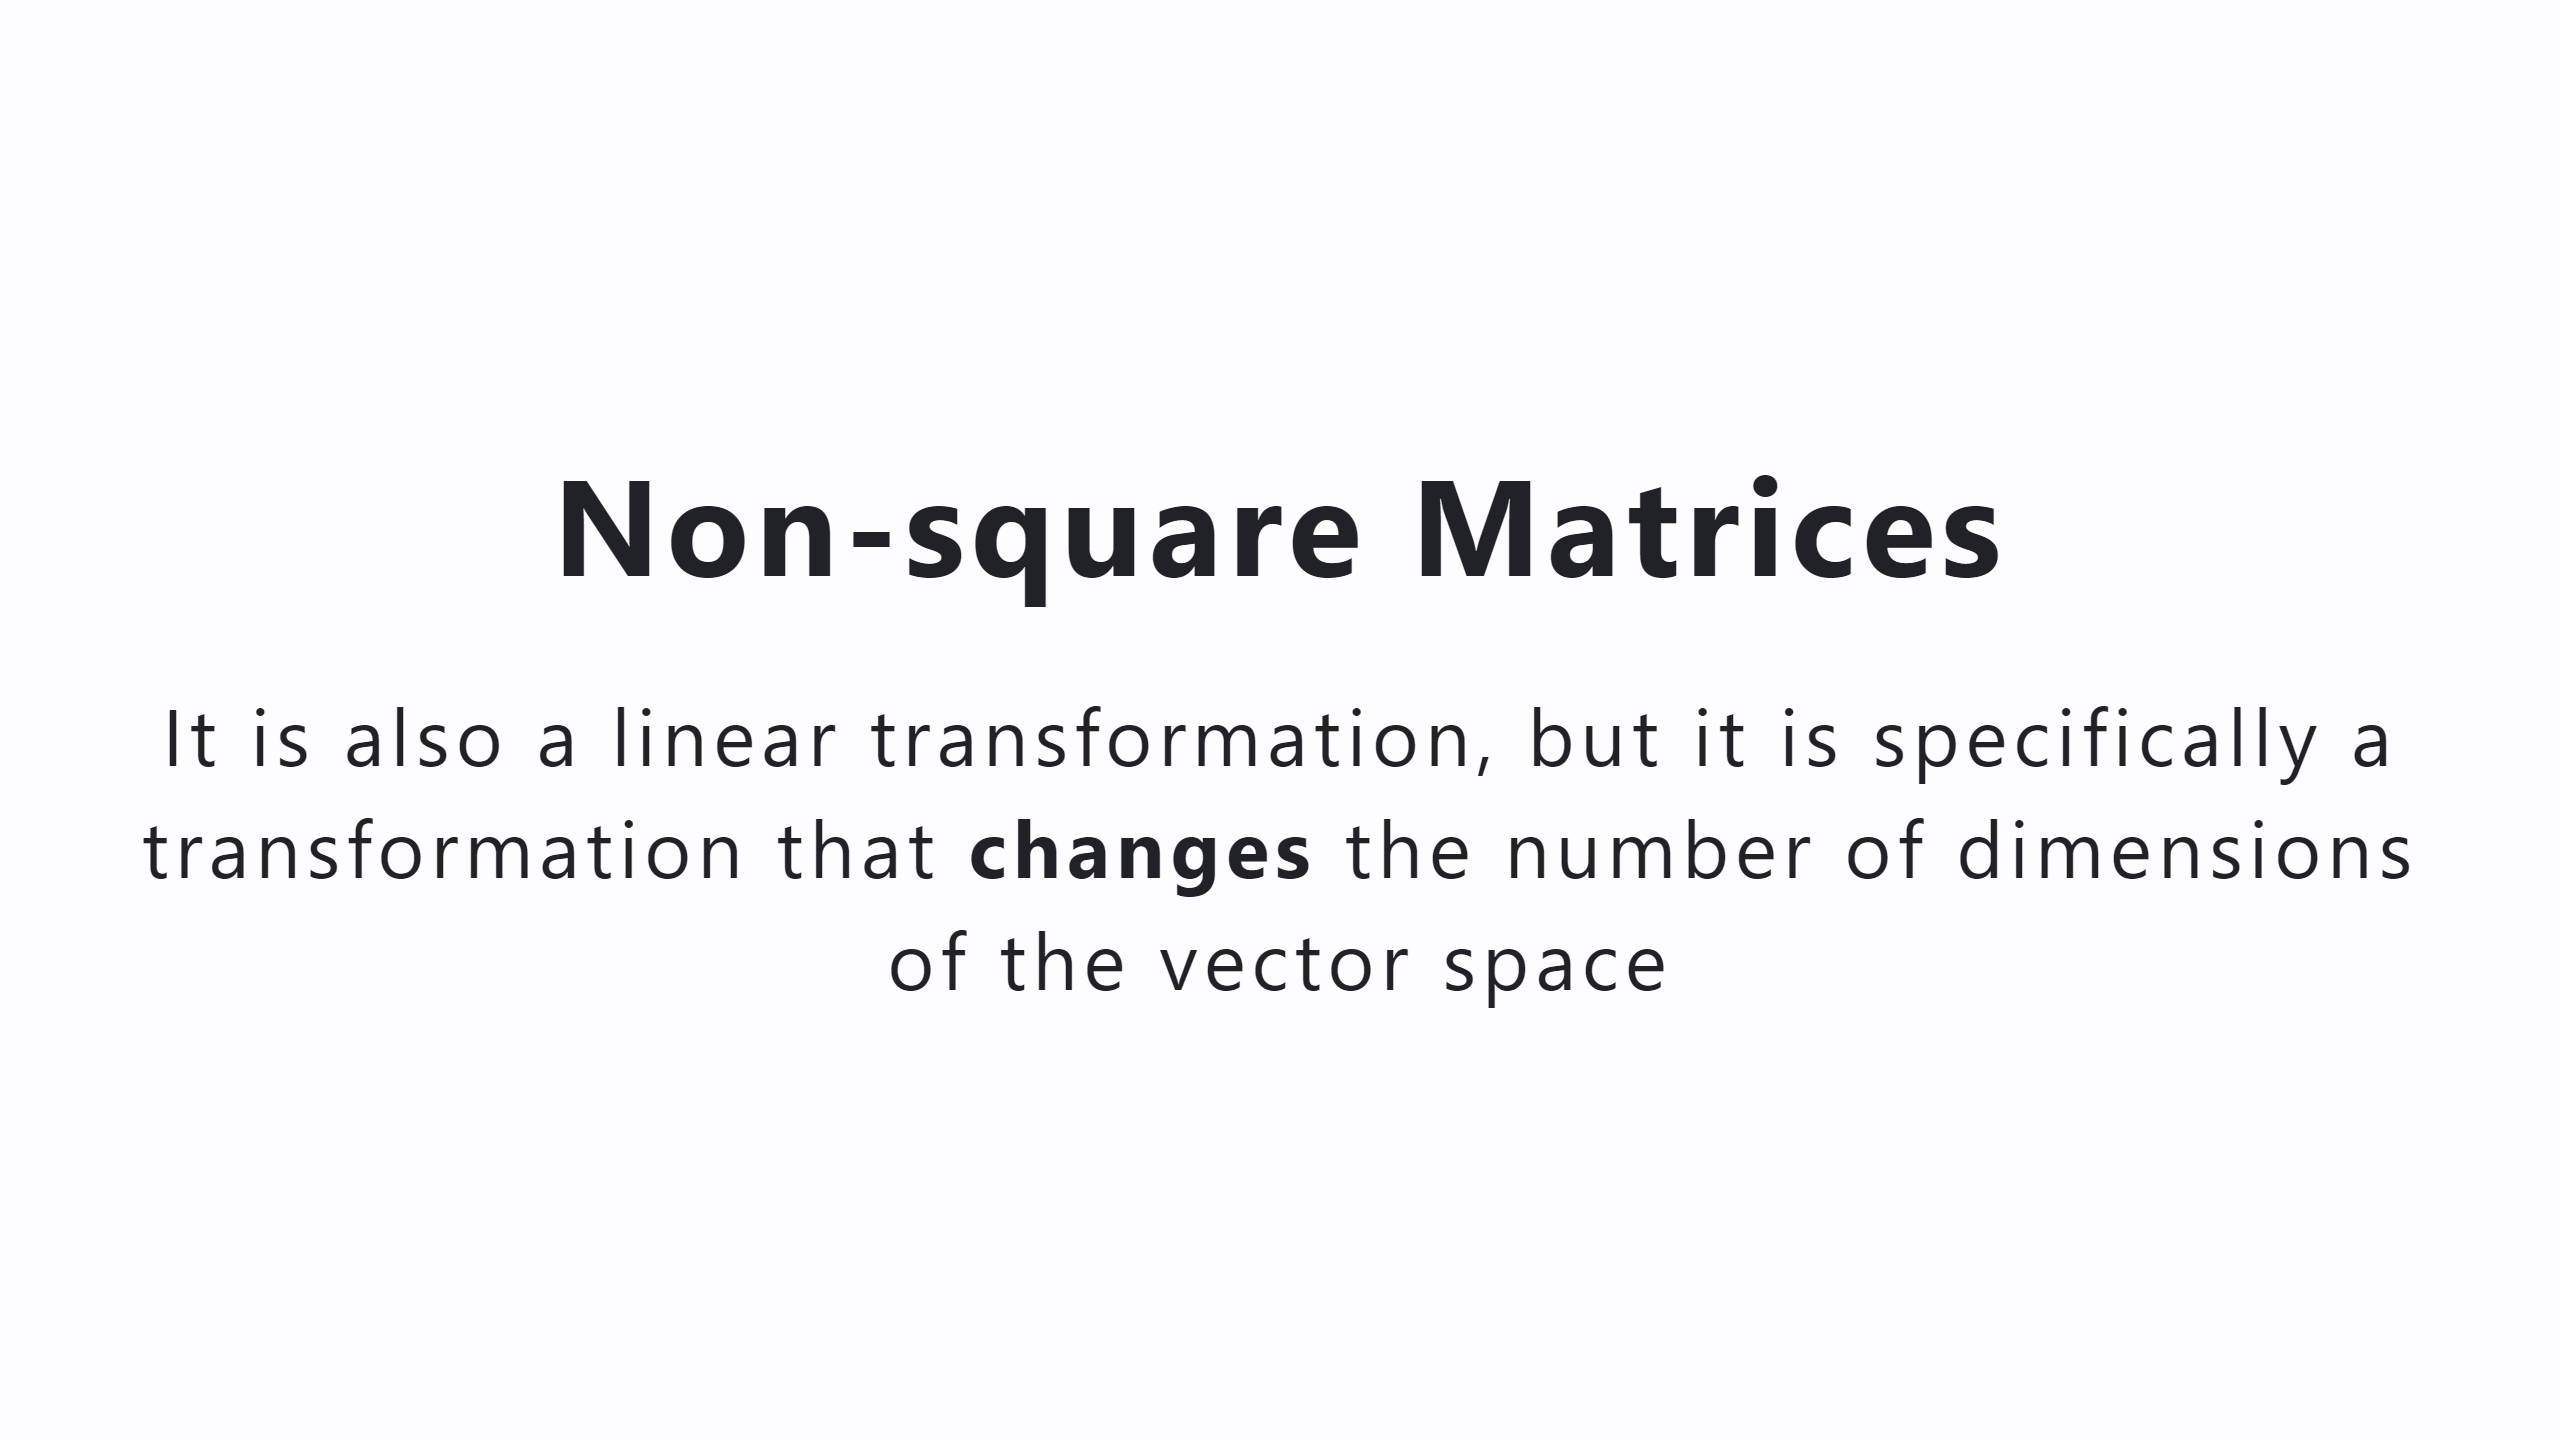 Non-square Matrices
It is also a linear transformation, but it is specifically a
transformation that changes the number of dimensions
of the vector space